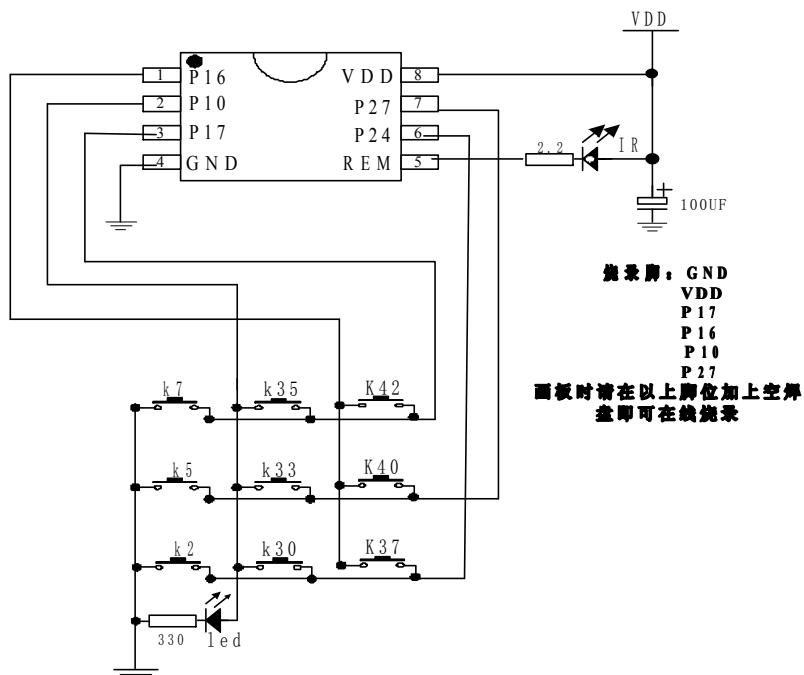 VDD
1 P16 VDD 8
2 P10 P27 7
3 P17 P24 6
4 GND REM 5
2.2 IR
100UF
烧录脚：GND
VDD
P17
P16
P10
P27
画板时请在以上脚位加上空焊
盘即可在线烧录
k7 k35 K42
k5 k33 K40
k2 k30 K37
330 led